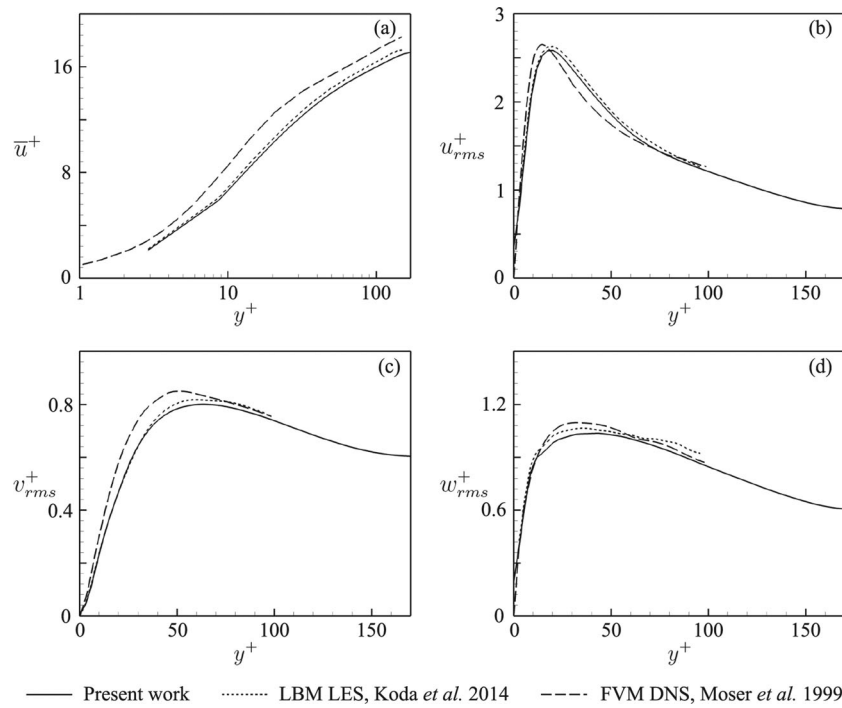 (a)
16
8
0
1
10
100
u̅⁺
y⁺
(b)
3
2
1
0
0
50
100
150
u⁺rms
y⁺
(c)
0.8
0.4
0
0
50
100
150
v⁺rms
y⁺
(d)
1.2
0.6
0
0
50
100
150
w⁺rms
y⁺
Present work LBM LES, Koda et al. 2014 FVM DNS, Moser et al. 1999